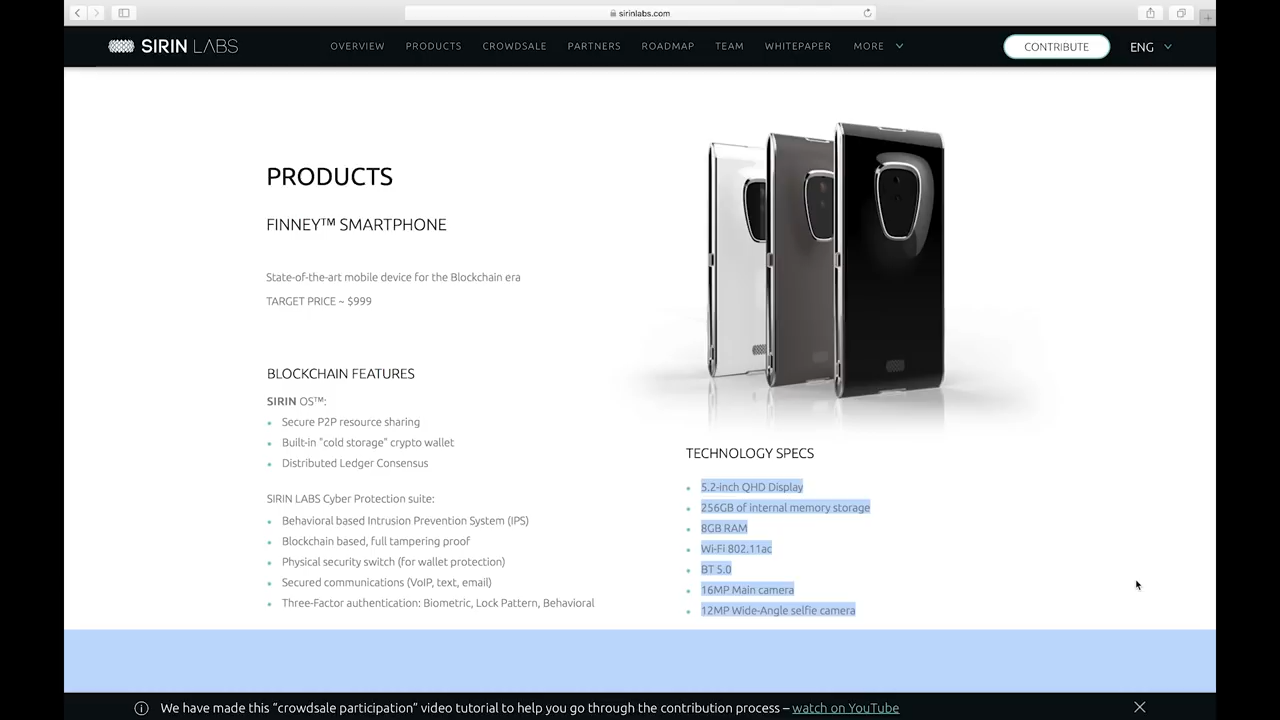 sirinlabs.com
SIRIN LABS
OVERVIEW PRODUCTS CROWDSALE PARTNERS ROADMAP TEAM WHITEPAPER MORE CONTRIBUTE ENG
PRODUCTS
FINNEY™ SMARTPHONE
State-of-the-art mobile device for the Blockchain era
TARGET PRICE ~ $999
BLOCKCHAIN FEATURES
SIRIN OS™:
Secure P2P resource sharing
Built-in "cold storage" crypto wallet
Distributed Ledger Consensus
SIRIN LABS Cyber Protection suite:
Behavioral based Intrusion Prevention System (IPS)
Blockchain based, full tampering proof
Physical security switch (for wallet protection)
Secured communications (VoIP, text, email)
Three-Factor authentication: Biometric, Lock Pattern, Behavioral
TECHNOLOGY SPECS
5.2-inch QHD Display
256GB of internal memory storage
8GB RAM
Wi-Fi 802.11ac
BT 5.0
16MP Main camera
12MP Wide-Angle selfie camera
We have made this “crowdsale participation” video tutorial to help you go through the contribution process – watch on YouTube